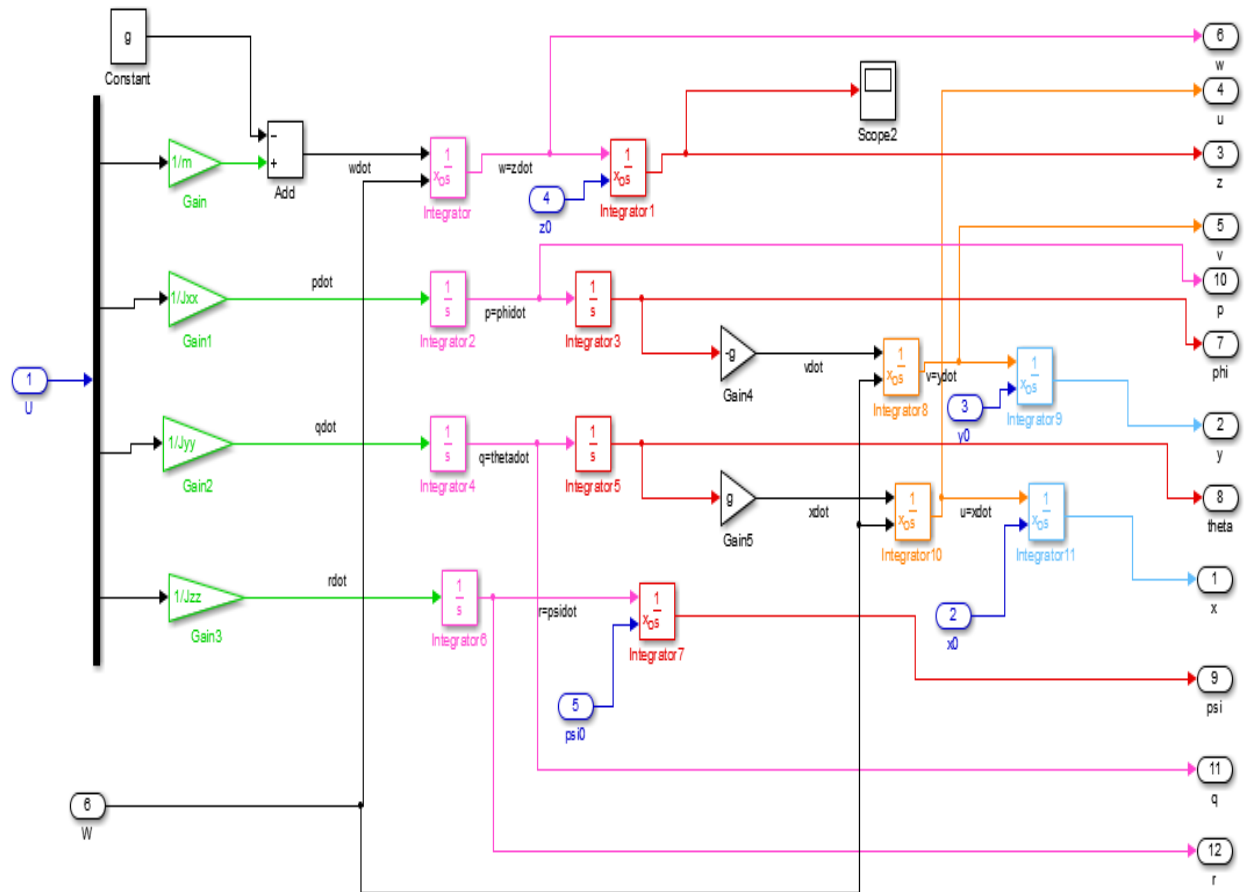 g
Constant
6
w
4
u
Scope2
1/m
Gain
−
+
Add
wdot
1
x₀ s
Integrator
w=zdot
4
z0
1
x₀ s
Integrator1
3
z
5
v
10
p
1/Jxx
Gain1
pdot
1
s
Integrator2
p=phidot
1
s
Integrator3
7
phi
-g
Gain4
vdot
1
x₀ s
Integrator8
v=ydot
3
y0
1
x₀ s
Integrator9
1
U
2
y
1/Jyy
Gain2
qdot
1
s
Integrator4
q=thetadot
1
s
Integrator5
g
Gain5
xdot
1
x₀ s
Integrator10
u=xdot
1
x₀ s
Integrator11
8
theta
1/Jzz
Gain3
rdot
1
s
Integrator6
r=psidot
1
x₀ s
Integrator7
2
x0
1
x
5
psi0
9
psi
6
W
11
q
12
r